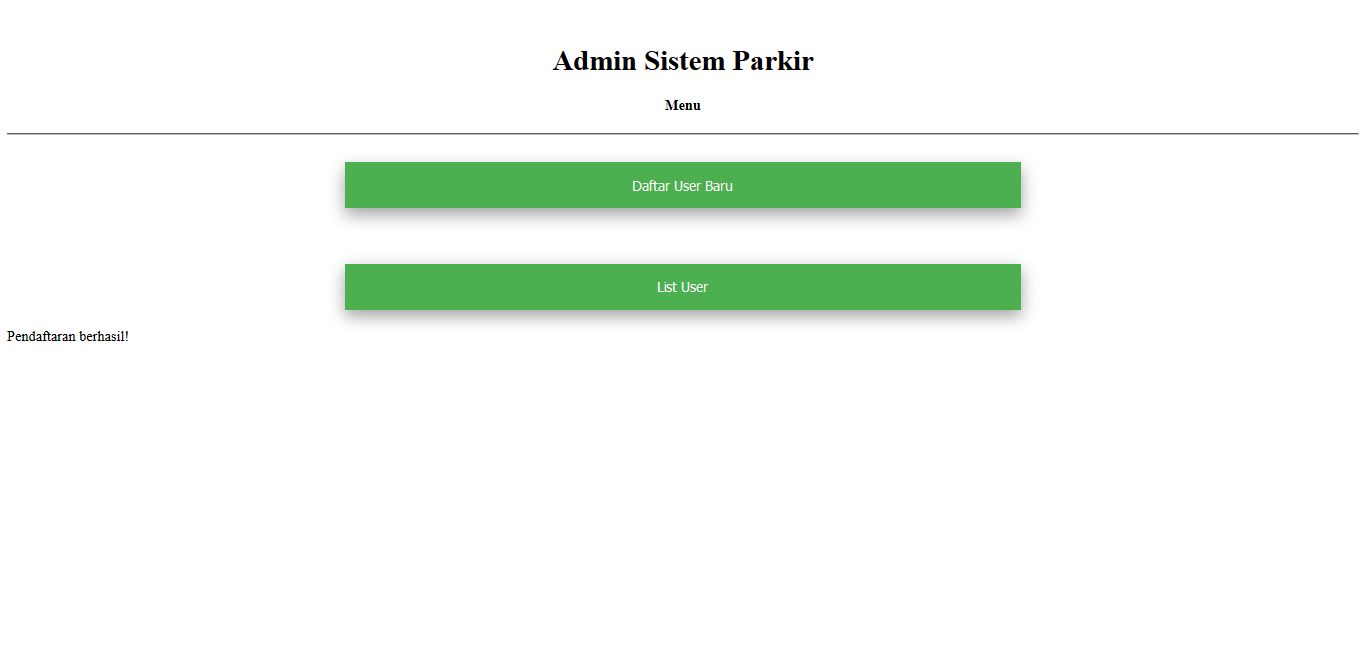 Admin Sistem Parkir
Menu
Daftar User Baru
List User
Pendaftaran berhasil!